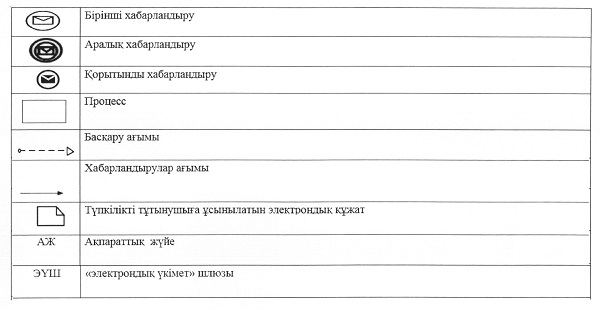 Бірінші хабарландыру
Аралық хабарландыру
Қорытынды хабарландыру
Процесс
Басқару ағымы
Хабарландырулар ағымы
Түпкілікті тұтынушыға ұсынылатын электрондық құжат
АЖ Ақпараттық жүйе
ЭҮШ «электрондық үкімет» шлюзы